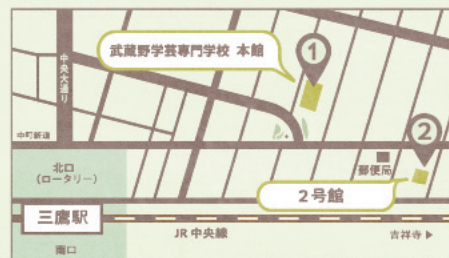 武蔵野学芸専門学校 本館
1
中央大通り
2
中町新道
郵便局
北口
(ロータリー)
2号館
三鷹駅
JR 中央線
吉祥寺▶
南口